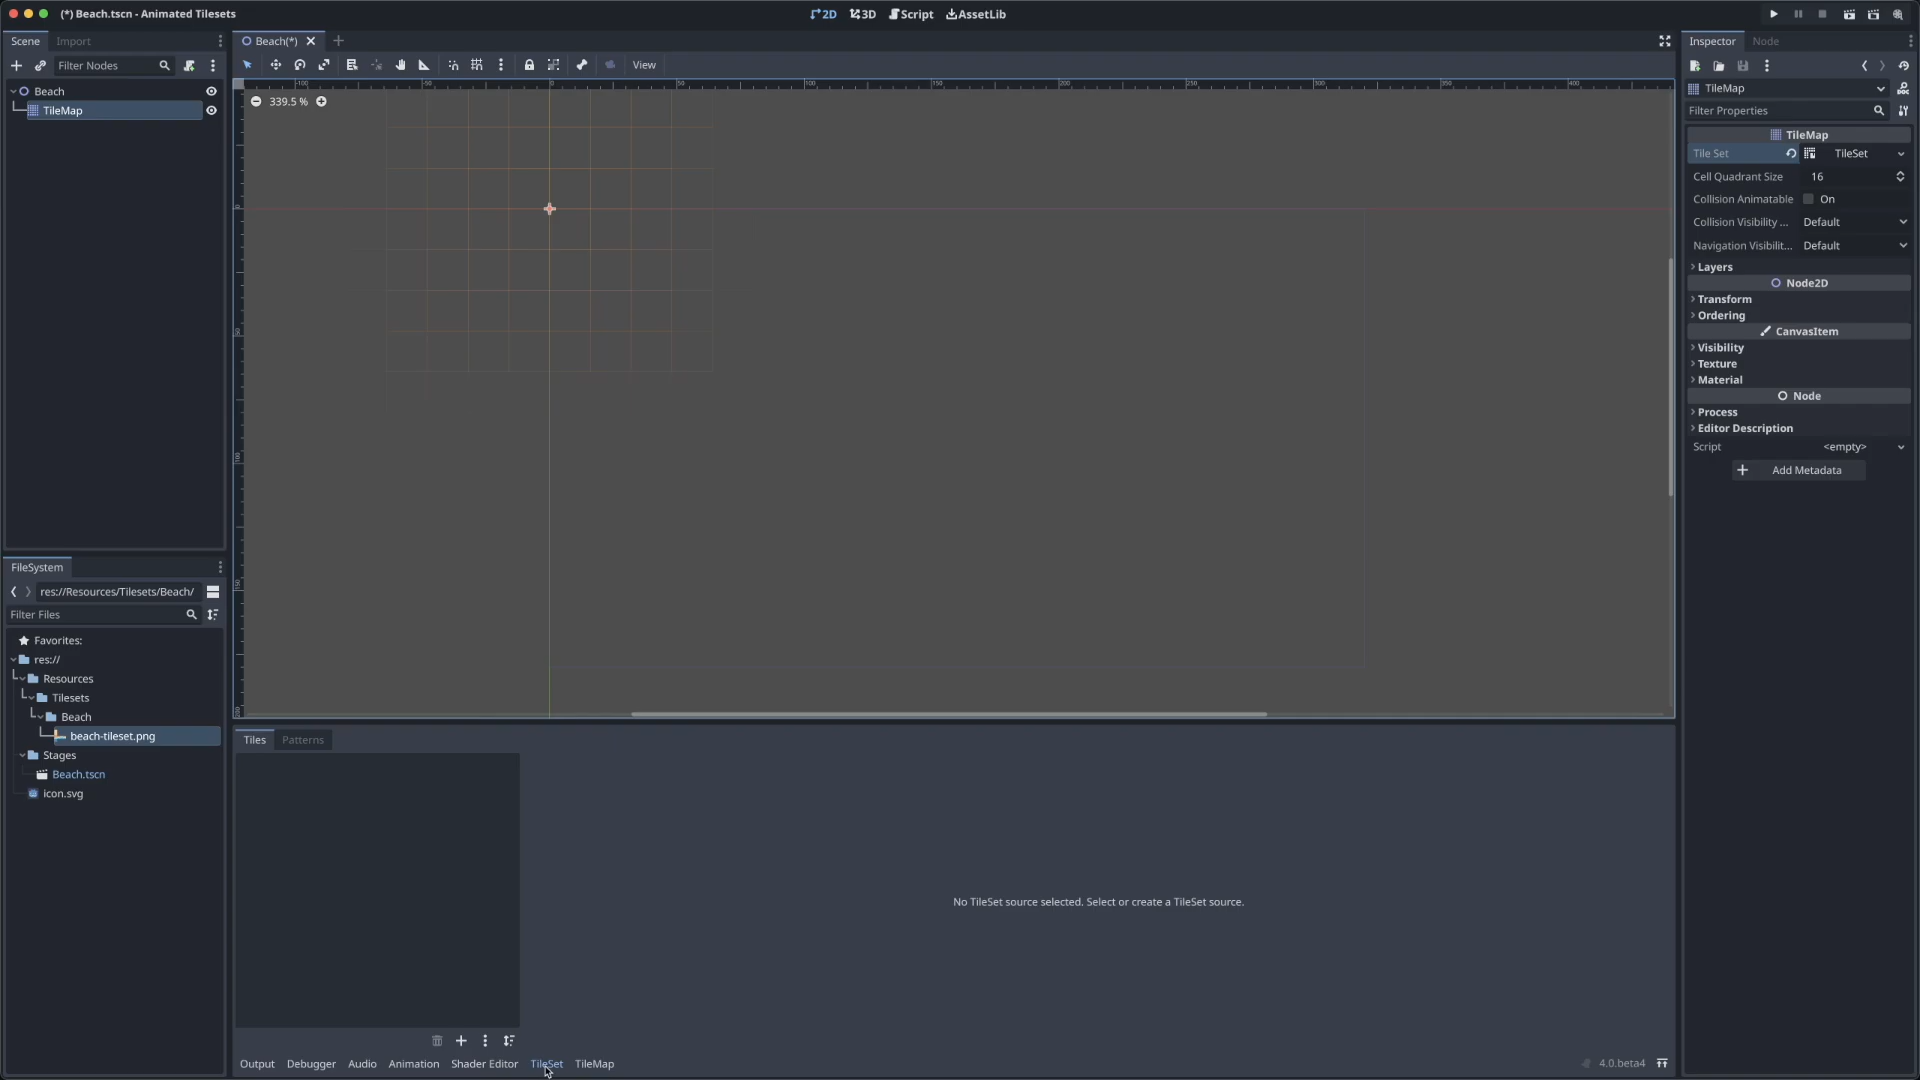 (*) Beach.tscn - Animated Tilesets
2D
3D
Script
AssetLib
Scene
Import
Filter Nodes
Beach
TileMap
Beach(*)
View
339.5 %
FileSystem
res://Resources/Tilesets/Beach/
Filter Files
Favorites:
res://
Resources
Tilesets
Beach
beach-tileset.png
Stages
Beach.tscn
icon.svg
Tiles
Patterns
No TileSet source selected. Select or create a TileSet source.
Output
Debugger
Audio
Animation
Shader Editor
TileSet
TileMap
4.0.beta4
Inspector
Node
TileMap
Filter Properties
TileMap
Tile Set
TileSet
Cell Quadrant Size
16
Collision Animatable
On
Collision Visibility ...
Default
Navigation Visibilit...
Default
Layers
Node2D
Transform
Ordering
CanvasItem
Visibility
Texture
Material
Node
Process
Editor Description
Script
<empty>
Add Metadata